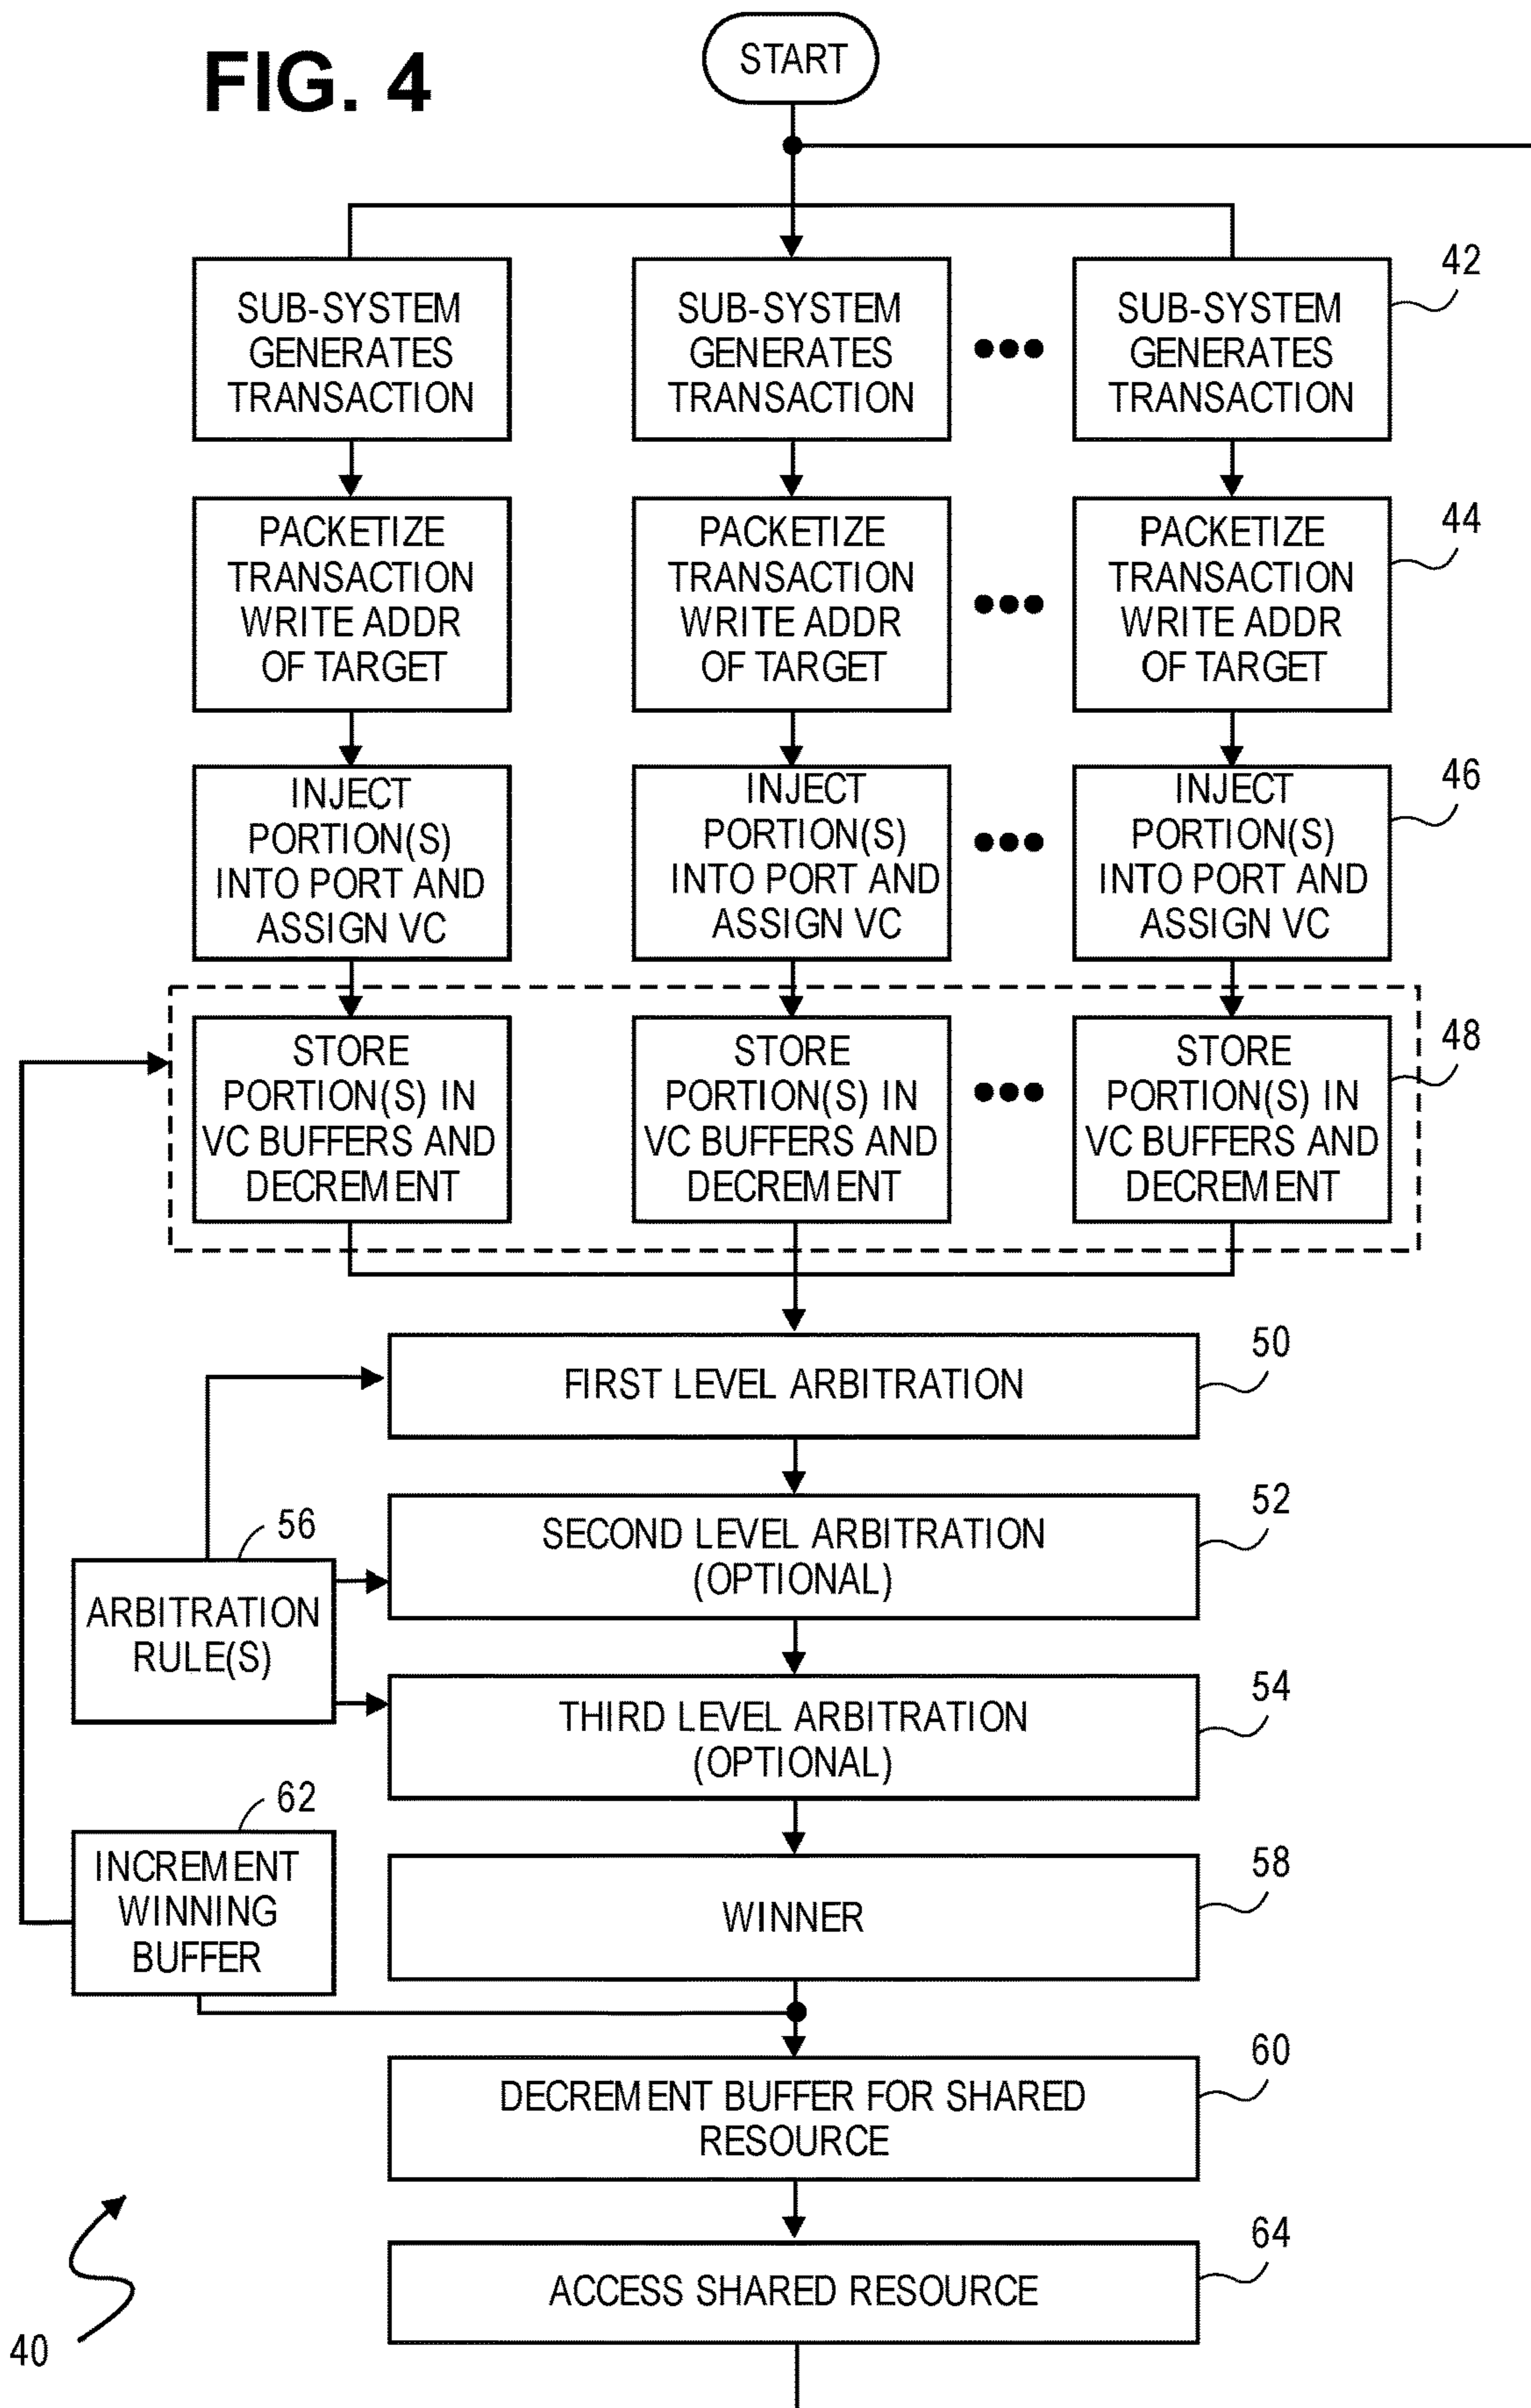 FIG. 4
START
42
SUB-SYSTEM
GENERATES
TRANSACTION
SUB-SYSTEM
GENERATES
TRANSACTION
SUB-SYSTEM
GENERATES
TRANSACTION
44
PACKETIZE
TRANSACTION
WRITE ADDR
OF TARGET
PACKETIZE
TRANSACTION
WRITE ADDR
OF TARGET
PACKETIZE
TRANSACTION
WRITE ADDR
OF TARGET
46
INJECT
PORTION(S)
INTO PORT AND
ASSIGN VC
INJECT
PORTION(S)
INTO PORT AND
ASSIGN VC
INJECT
PORTION(S)
INTO PORT AND
ASSIGN VC
48
STORE
PORTION(S) IN
VC BUFFERS AND
DECREMENT
STORE
PORTION(S) IN
VC BUFFERS AND
DECREMENT
STORE
PORTION(S) IN
VC BUFFERS AND
DECREMENT
50
FIRST LEVEL ARBITRATION
52
SECOND LEVEL ARBITRATION
(OPTIONAL)
56
ARBITRATION
RULE(S)
54
THIRD LEVEL ARBITRATION
(OPTIONAL)
62
INCREMENT
WINNING
BUFFER
58
WINNER
60
DECREMENT BUFFER FOR SHARED
RESOURCE
64
ACCESS SHARED RESOURCE
40